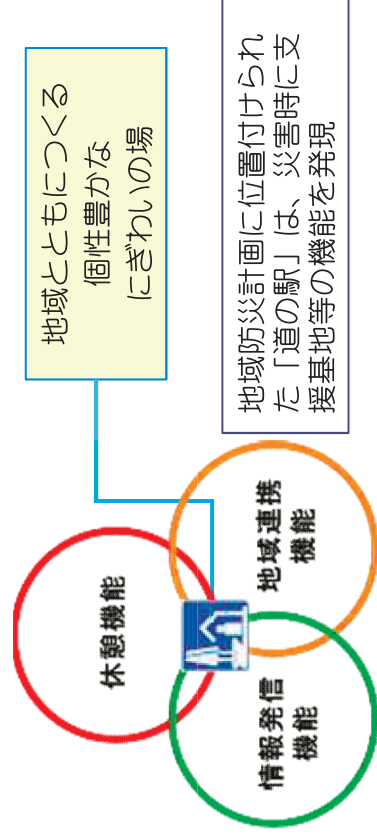 休憩機能
情報発信
機能
地域連携
機能
地域とともにつくる
個性豊かな
にぎわいの場
地域防災計画に位置付けられ
た「道の駅」は、災害時に支
援基地等の機能を発現